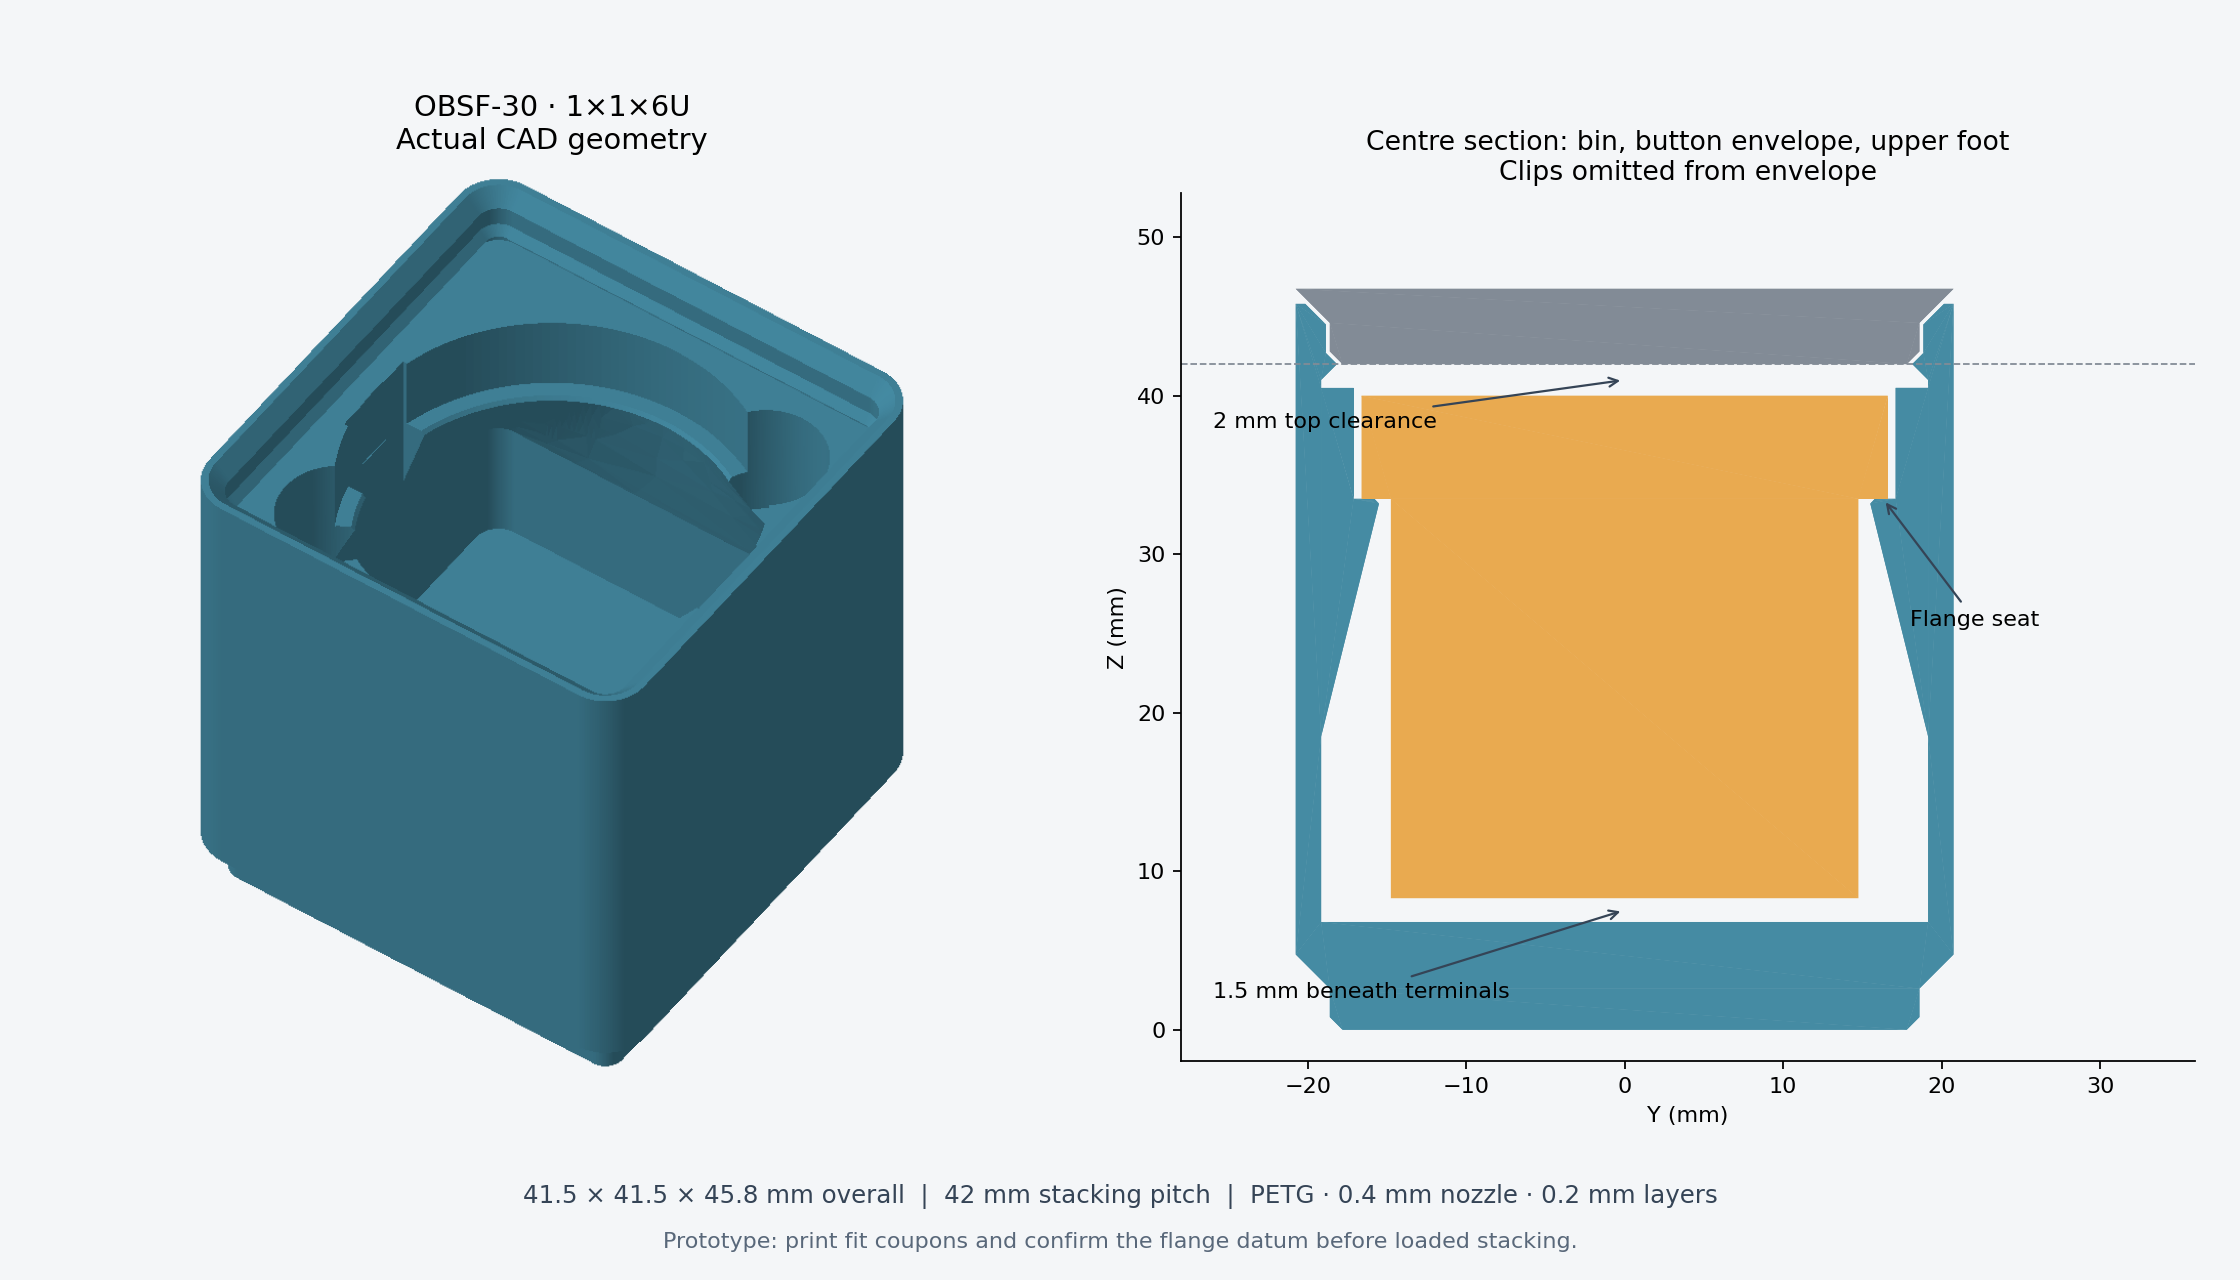 OBSF-30 · 1×1×6U
Actual CAD geometry
Centre section: bin, button envelope, upper foot
Clips omitted from envelope
50
40
30
20
10
0
Z (mm)
2 mm top clearance
Flange seat
1.5 mm beneath terminals
−20
−10
0
10
20
30
Y (mm)
41.5 × 41.5 × 45.8 mm overall | 42 mm stacking pitch | PETG · 0.4 mm nozzle · 0.2 mm layers
Prototype: print fit coupons and confirm the flange datum before loaded stacking.